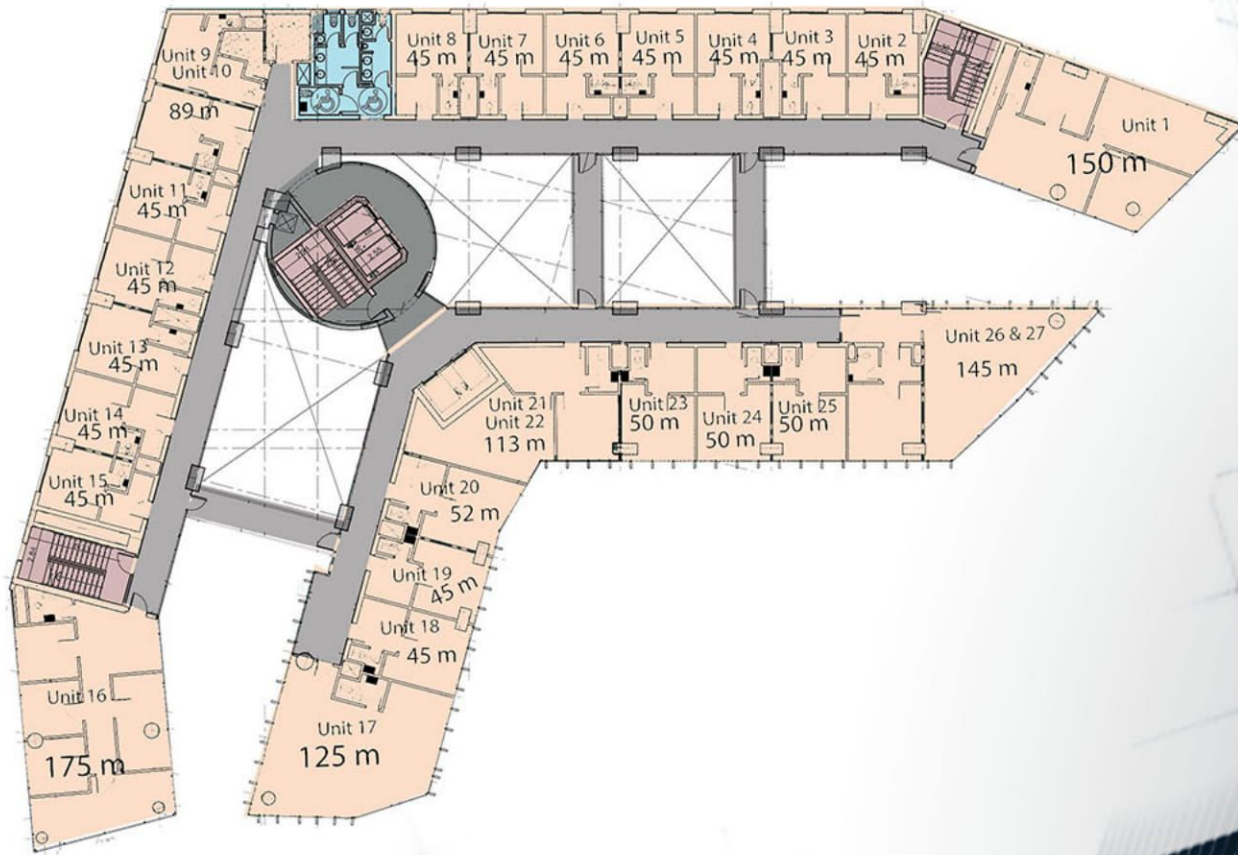 Unit 8
45 m
Unit 7
45 m
Unit 6
45 m
Unit 5
45 m
Unit 4
45 m
Unit 3
45 m
Unit 2
45 m
Unit 1
150 m
Unit 9
Unit 10
89 m
Unit 11
45 m
Unit 12
45 m
Unit 13
45 m
Unit 14
45 m
Unit 15
45 m
Unit 16
175 m
Unit 17
125 m
Unit 18
45 m
Unit 19
45 m
Unit 20
52 m
Unit 21
Unit 22
113 m
Unit 23
50 m
Unit 24
50 m
Unit 25
50 m
Unit 26 & 27
145 m